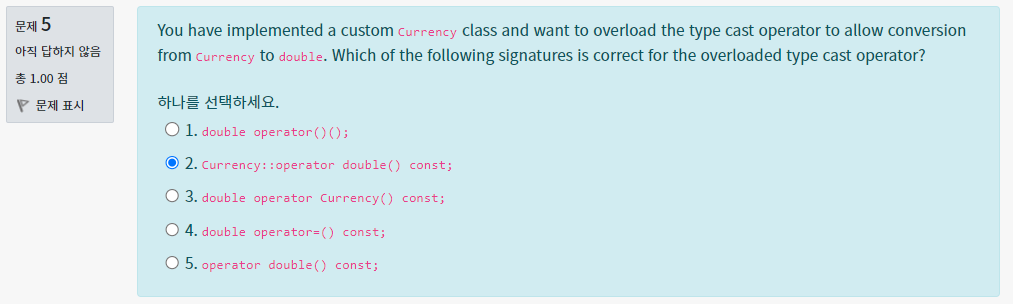 문제 5
아직 답하지 않음
총 1.00 점
문제 표시
You have implemented a custom Currency class and want to overload the type cast operator to allow conversion
from Currency to double. Which of the following signatures is correct for the overloaded type cast operator?
하나를 선택하세요.
1. double operator()();
2. Currency::operator double() const;
3. double operator Currency() const;
4. double operator=() const;
5. operator double() const;